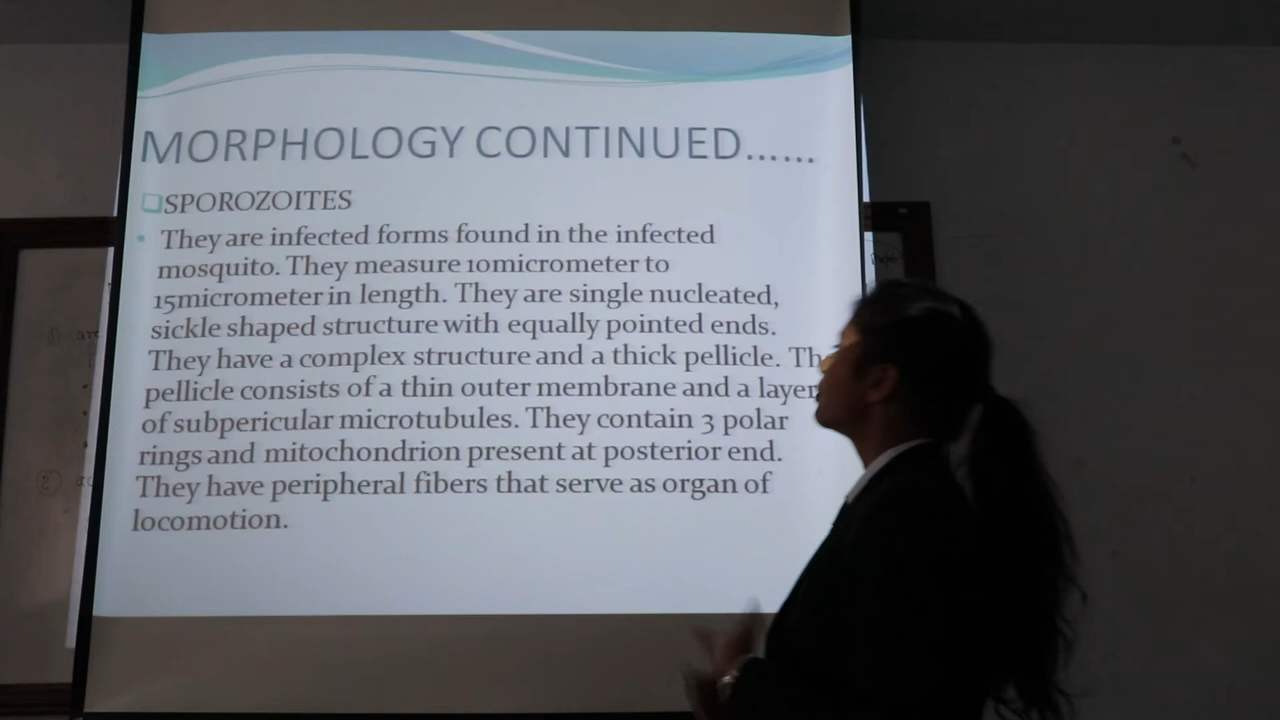 MORPHOLOGY CONTINUED......
SPOROZOITES
They are infected forms found in the infected
mosquito. They measure 10micrometer to
15micrometer in length. They are single nucleated,
sickle shaped structure with equally pointed ends.
They have a complex structure and a thick pellicle. Th
pellicle consists of a thin outer membrane and a layer
of subpericular microtubules. They contain 3 polar
rings and mitochondrion present at posterior end.
They have peripheral fibers that serve as organ of
locomotion.